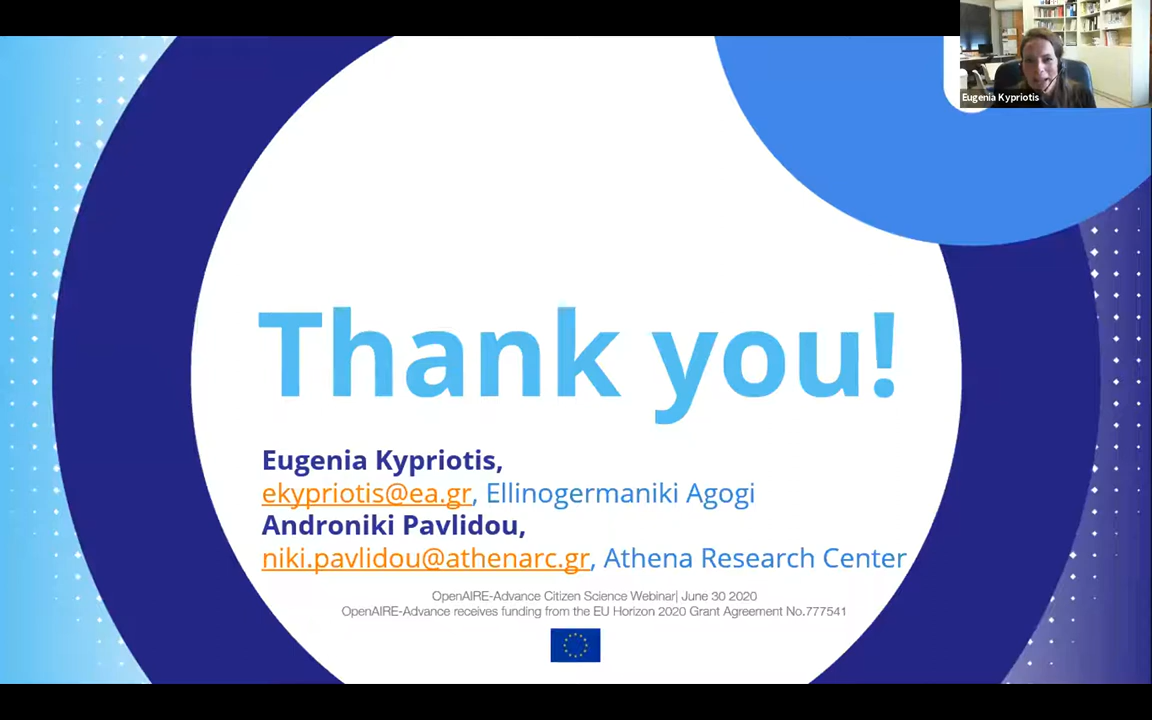 Eugenia Kypriotis
Thank you!
Eugenia Kypriotis,
ekypriotis@ea.gr, Ellinogermaniki Agogi
Androniki Pavlidou,
niki.pavlidou@athenarc.gr, Athena Research Center
OpenAIRE-Advance Citizen Science Webinar| June 30 2020
OpenAIRE-Advance receives funding from the EU Horizon 2020 Grant Agreement No.777541